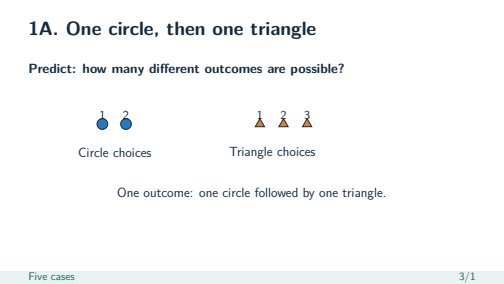 1A. One circle, then one triangle
Predict: how many different outcomes are possible?
1 2 1 2 3
Circle choices Triangle choices
One outcome: one circle followed by one triangle.
Five cases 3/1